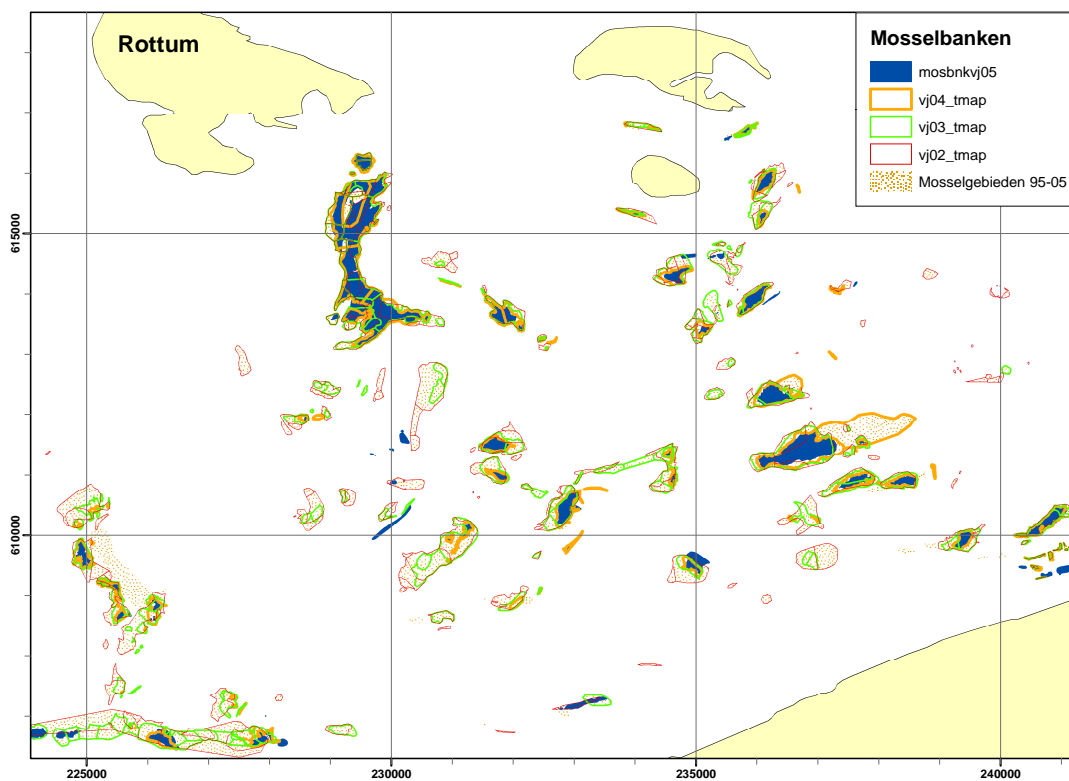 Rottum
Mosselbanken
mosbnkvj05
vj04_tmap
vj03_tmap
vj02_tmap
Mosselgebieden 95-05
615000
610000
225000
230000
235000
240000